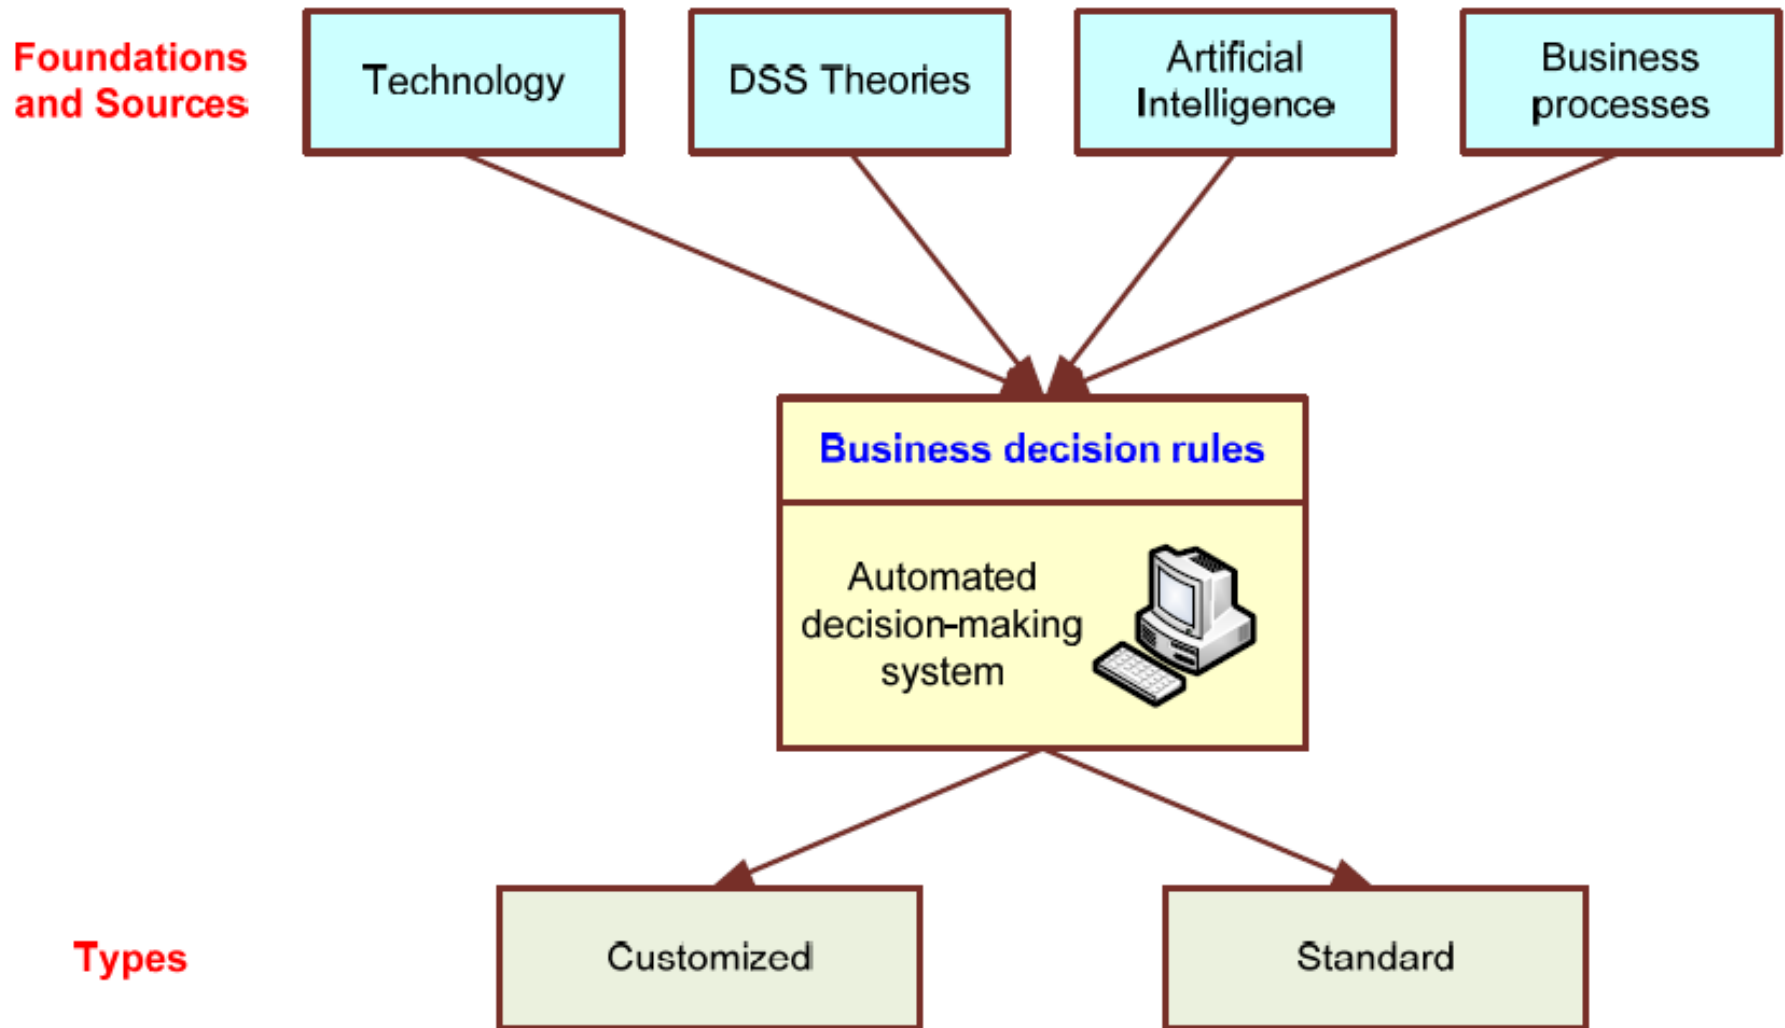 Foundations
and Sources
Technology
DSS Theories
Artificial
Intelligence
Business
processes
Business decision rules
Automated
decision-making
system
Types
Customized
Standard